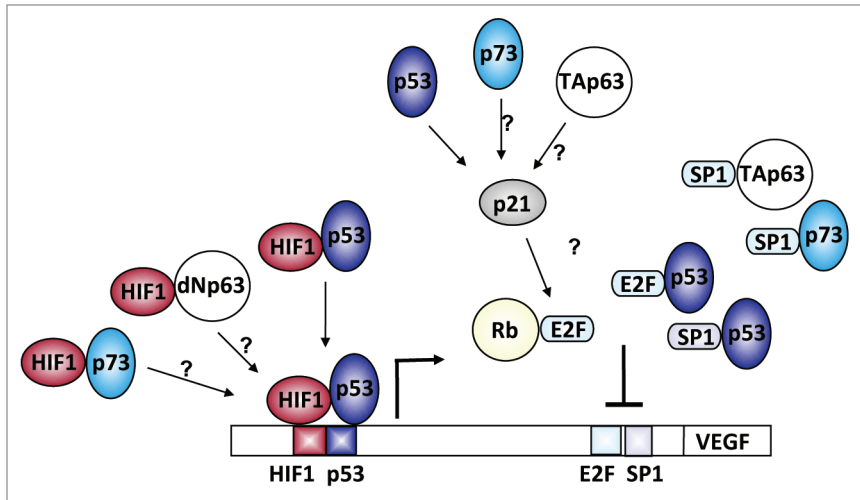 p53
p73
TAp63
?
?
p21
?
SP1
TAp63
SP1
p73
HIF1
p53
HIF1
dNp63
E2F
p53
SP1
p53
Rb
E2F
HIF1
p73
?
?
HIF1
p53
VEGF
HIF1 p53
E2F SP1